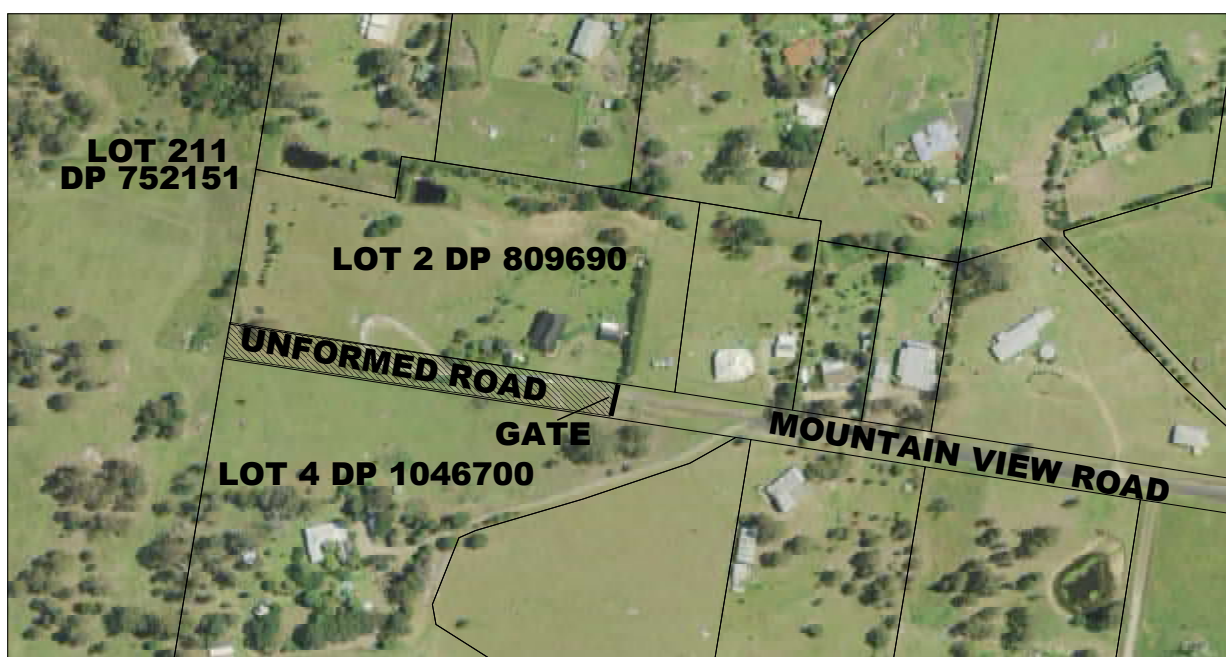 LOT 211
DP 752151
LOT 2 DP 809690
UNFORMED ROAD
GATE
MOUNTAIN VIEW ROAD
LOT 4 DP 1046700